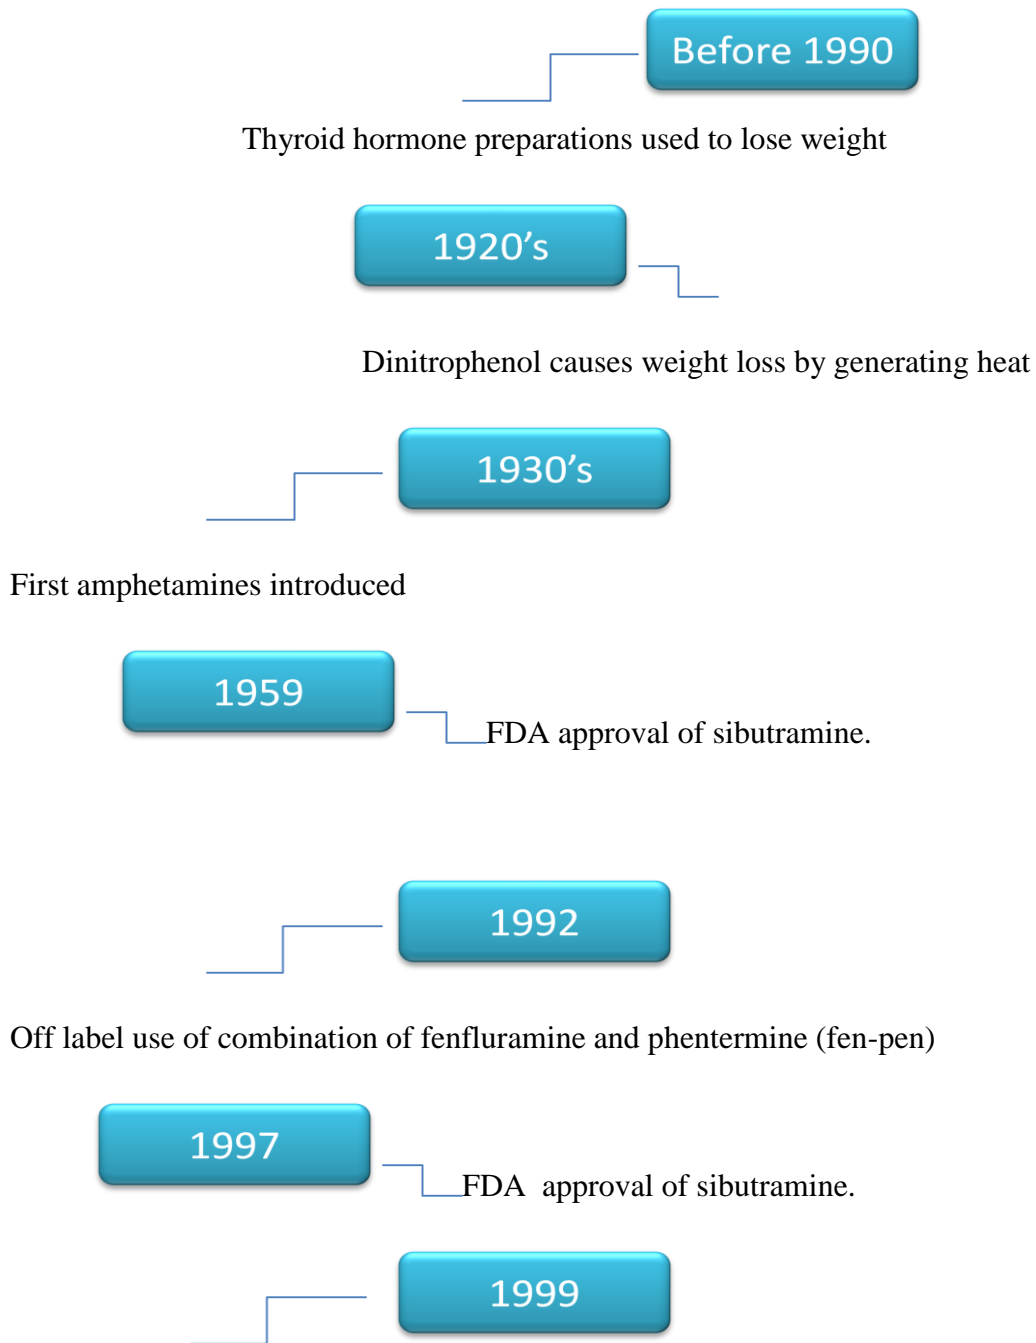 Before 1990
Thyroid hormone preparations used to lose weight
1920’s
Dinitrophenol causes weight loss by generating heat
1930’s
First amphetamines introduced
1959
FDA approval of sibutramine.
1992
Off label use of combination of fenfluramine and phentermine (fen-pen)
1997
FDA approval of sibutramine.
1999